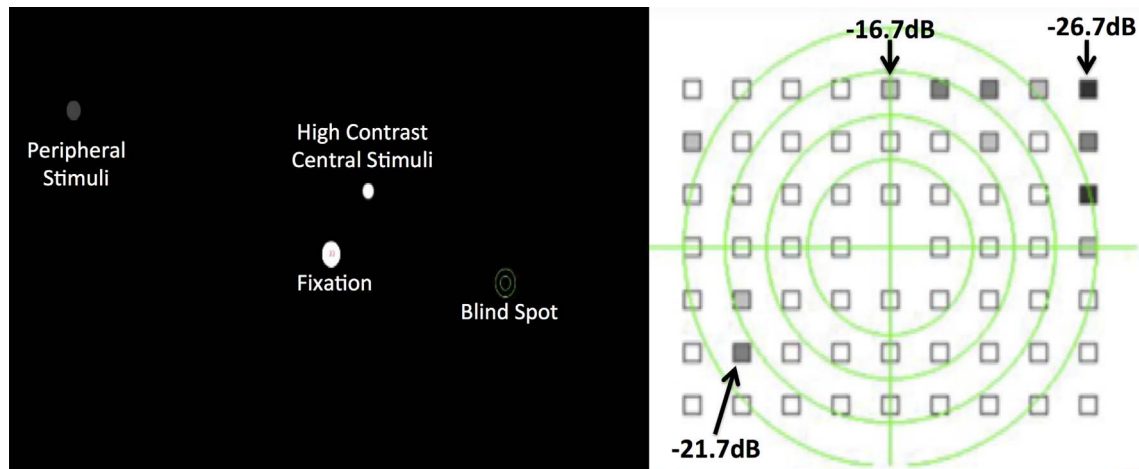 Peripheral
Stimuli
High Contrast
Central Stimuli
Fixation
Blind Spot
-16.7dB
-26.7dB
-21.7dB